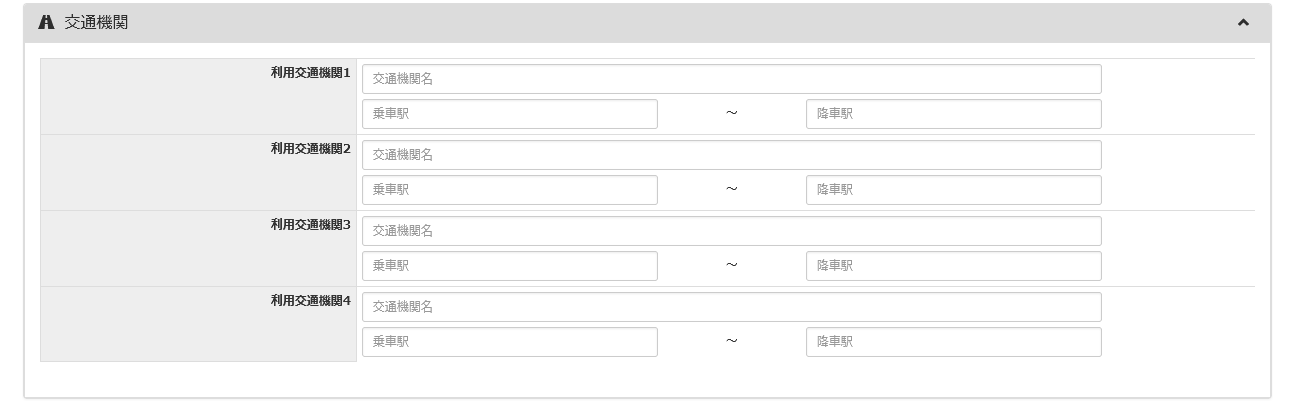 交通機関
利用交通機関1
交通機関名
乗車駅 ～ 降車駅
利用交通機関2
交通機関名
乗車駅 ～ 降車駅
利用交通機関3
交通機関名
乗車駅 ～ 降車駅
利用交通機関4
交通機関名
乗車駅 ～ 降車駅